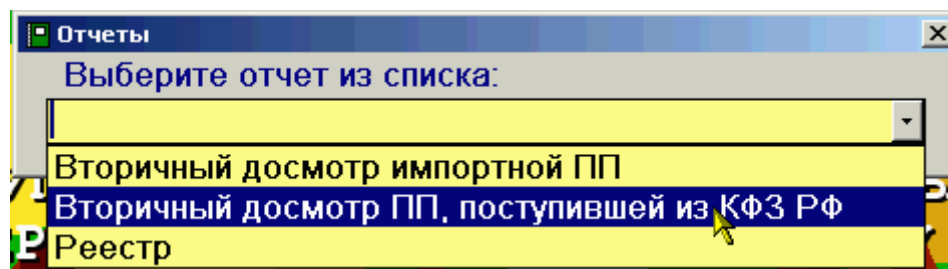 Отчеты
Выберите отчет из списка:
Вторичный досмотр импортной ПП
Вторичный досмотр ПП, поступившей из КФЗ РФ
Реестр